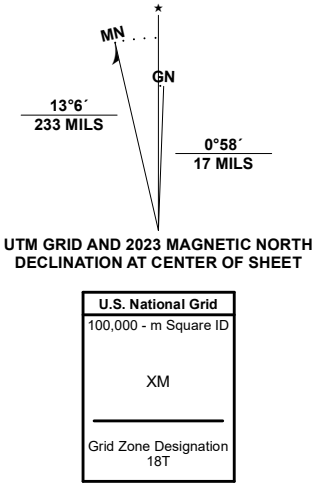 MN
GN
13°6´
233 MILS
0°58´
17 MILS
UTM GRID AND 2023 MAGNETIC NORTH
DECLINATION AT CENTER OF SHEET
U.S. National Grid
100,000 - m Square ID
XM
Grid Zone Designation
18T